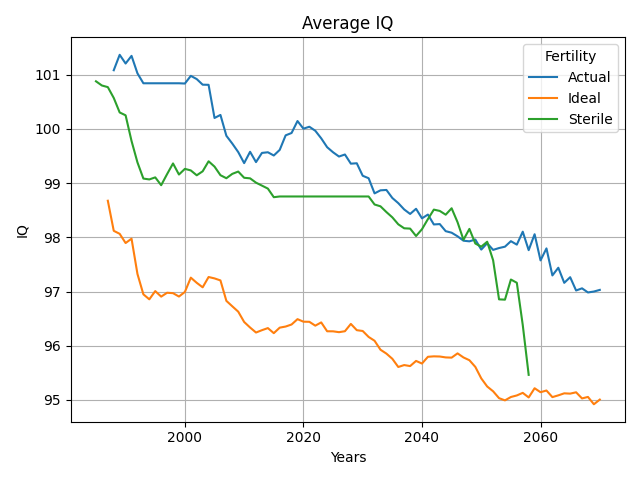 Average IQ
Fertility
Actual
Ideal
Sterile
IQ
101
100
99
98
97
96
95
2000
2020
2040
2060
Years